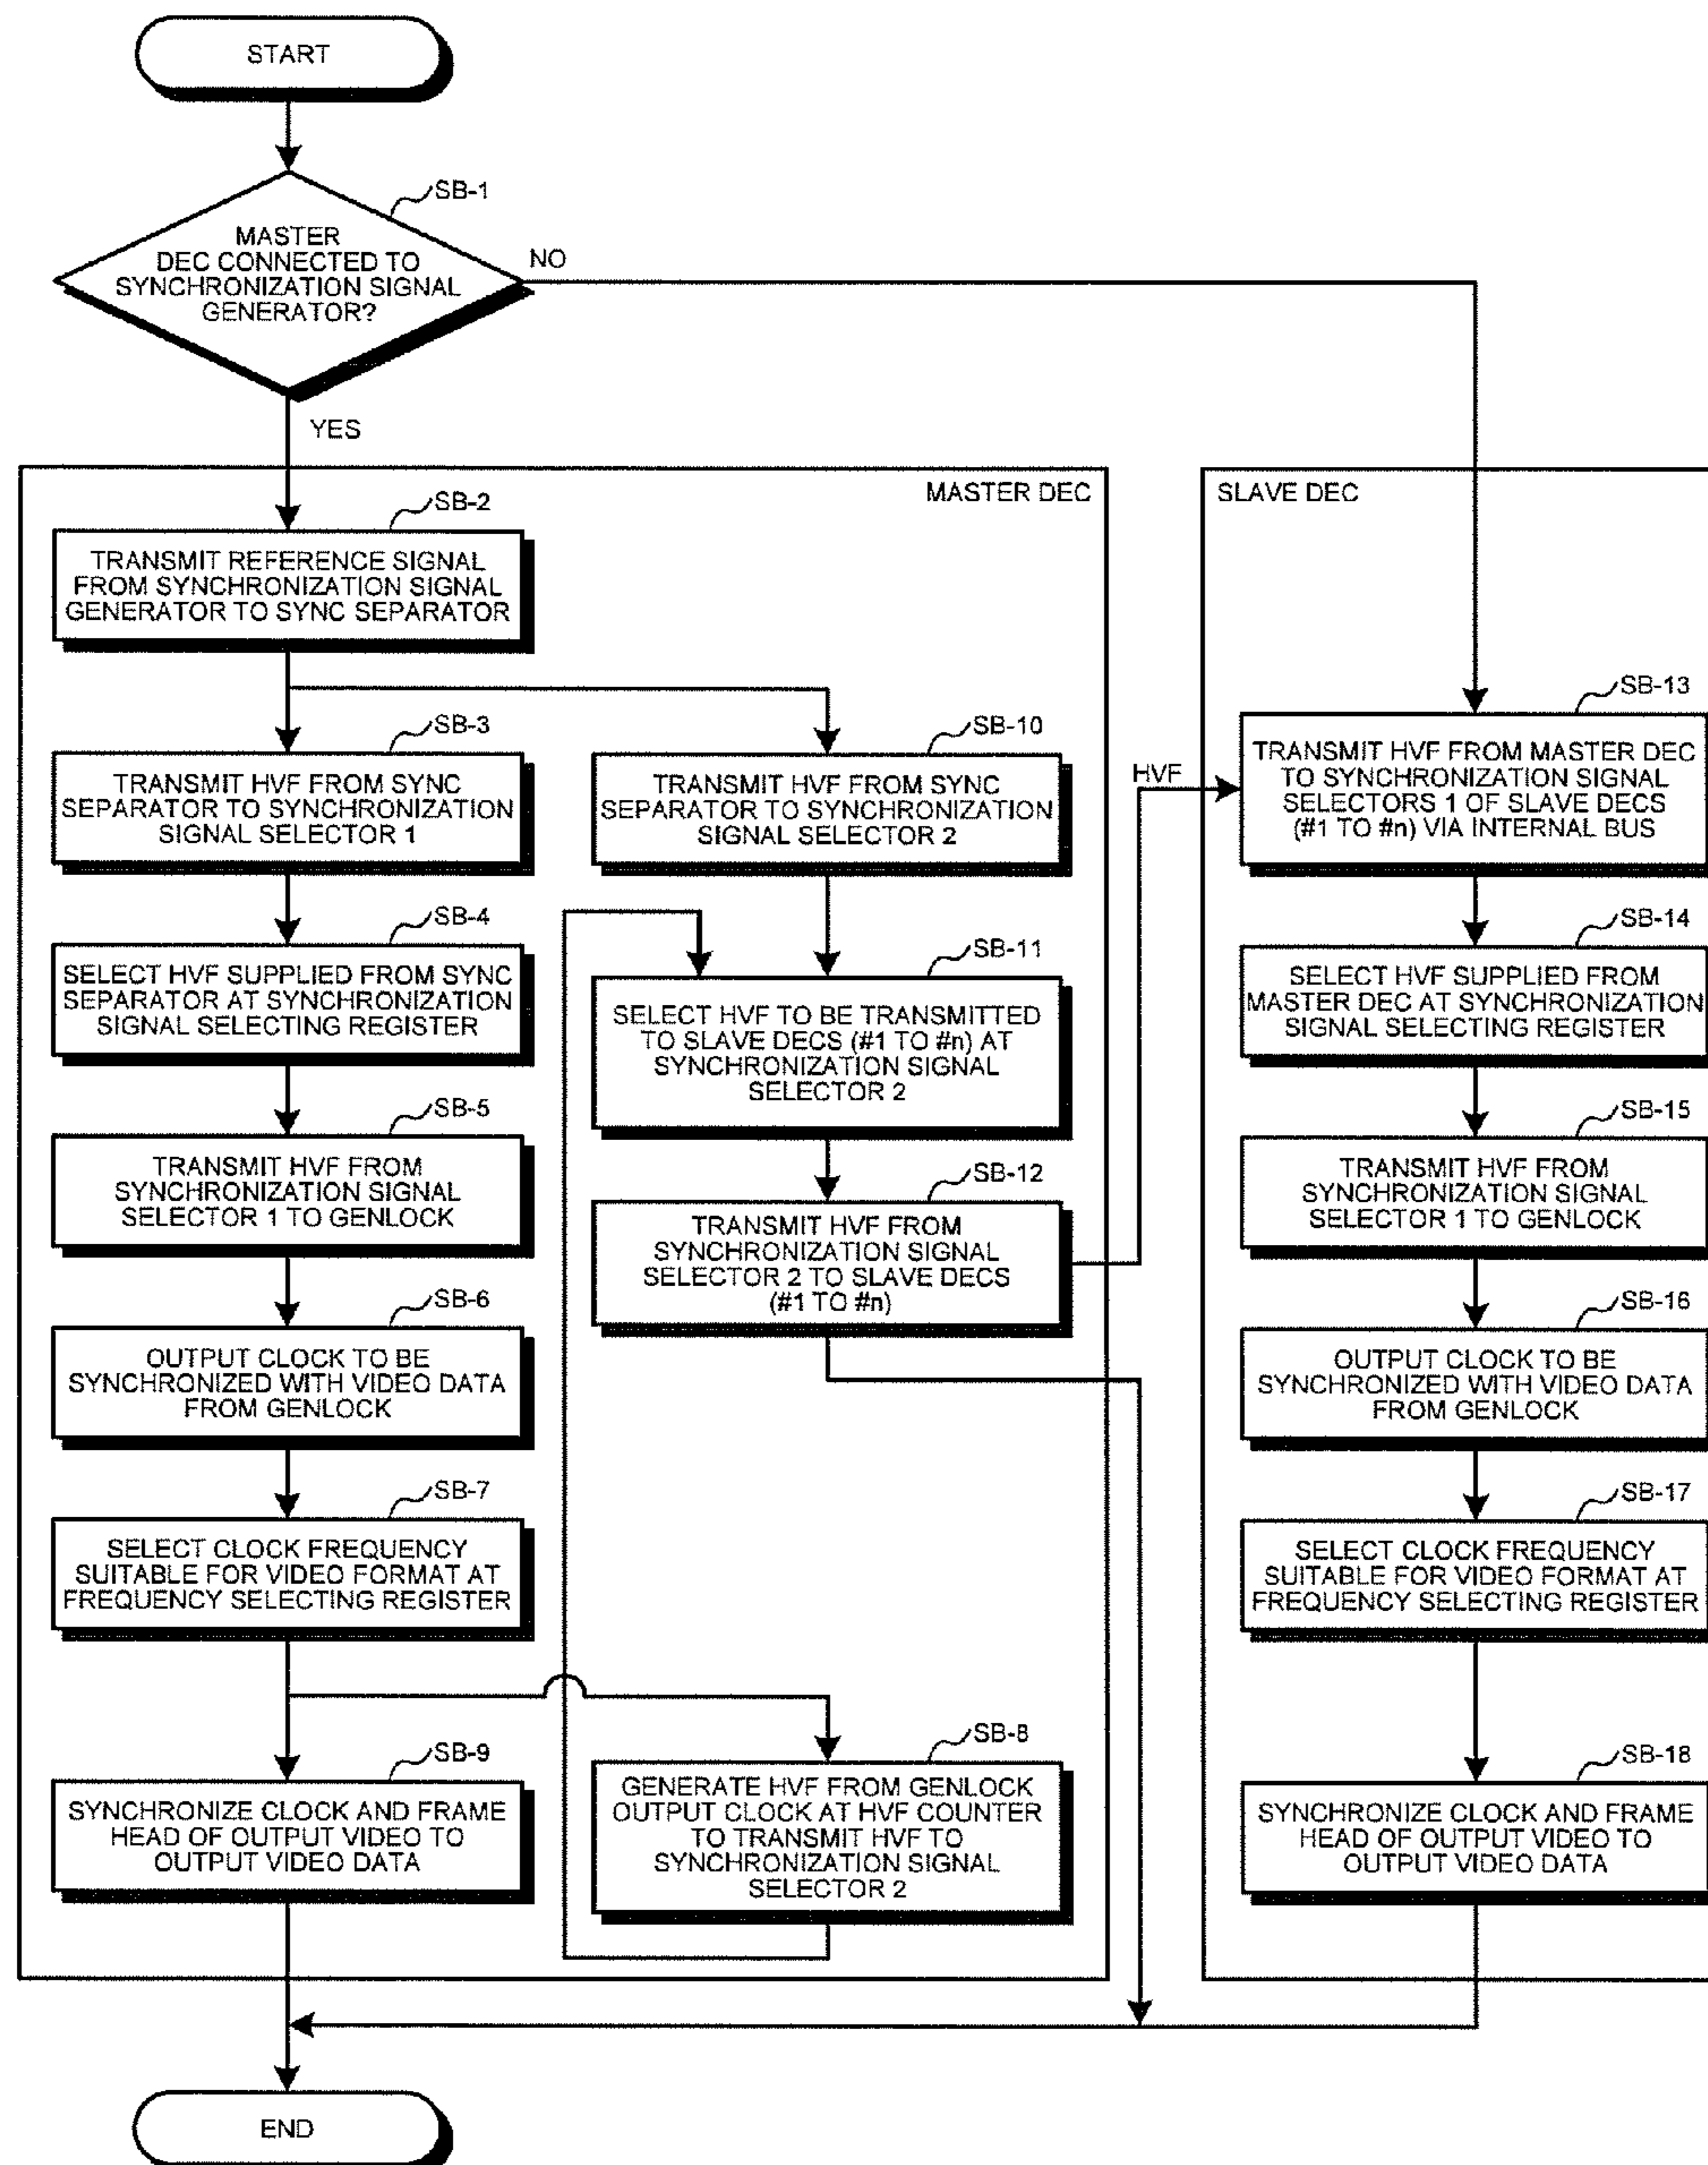 START
SB-1
MASTER
DEC CONNECTED TO
SYNCHRONIZATION SIGNAL
GENERATOR?
NO
YES
MASTER DEC
SB-2
TRANSMIT REFERENCE SIGNAL
FROM SYNCHRONIZATION SIGNAL
GENERATOR TO SYNC SEPARATOR
SB-3
TRANSMIT HVF FROM SYNC
SEPARATOR TO SYNCHRONIZATION
SIGNAL SELECTOR 1
SB-4
SELECT HVF SUPPLIED FROM SYNC
SEPARATOR AT SYNCHRONIZATION
SIGNAL SELECTING REGISTER
SB-5
TRANSMIT HVF FROM
SYNCHRONIZATION SIGNAL
SELECTOR 1 TO GENLOCK
SB-6
OUTPUT CLOCK TO BE
SYNCHRONIZED WITH VIDEO DATA
FROM GENLOCK
SB-7
SELECT CLOCK FREQUENCY
SUITABLE FOR VIDEO FORMAT AT
FREQUENCY SELECTING REGISTER
SB-9
SYNCHRONIZE CLOCK AND FRAME
HEAD OF OUTPUT VIDEO TO
OUTPUT VIDEO DATA
SB-10
TRANSMIT HVF FROM SYNC
SEPARATOR TO SYNCHRONIZATION
SIGNAL SELECTOR 2
SB-11
SELECT HVF TO BE TRANSMITTED
TO SLAVE DECS (#1 TO #n) AT
SYNCHRONIZATION SIGNAL
SELECTOR 2
SB-12
TRANSMIT HVF FROM
SYNCHRONIZATION SIGNAL
SELECTOR 2 TO SLAVE DECS
(#1 TO #n)
SB-8
GENERATE HVF FROM GENLOCK
OUTPUT CLOCK AT HVF COUNTER
TO TRANSMIT HVF TO
SYNCHRONIZATION SIGNAL
SELECTOR 2
HVF
SLAVE DEC
SB-13
TRANSMIT HVF FROM MASTER DEC
TO SYNCHRONIZATION SIGNAL
SELECTORS 1 OF SLAVE DECS
(#1 TO #n) VIA INTERNAL BUS
SB-14
SELECT HVF SUPPLIED FROM
MASTER DEC AT SYNCHRONIZATION
SIGNAL SELECTING REGISTER
SB-15
TRANSMIT HVF FROM
SYNCHRONIZATION SIGNAL
SELECTOR 1 TO GENLOCK
SB-16
OUTPUT CLOCK TO BE
SYNCHRONIZED WITH VIDEO DATA
FROM GENLOCK
SB-17
SELECT CLOCK FREQUENCY
SUITABLE FOR VIDEO FORMAT AT
FREQUENCY SELECTING REGISTER
SB-18
SYNCHRONIZE CLOCK AND FRAME
HEAD OF OUTPUT VIDEO TO
OUTPUT VIDEO DATA
END